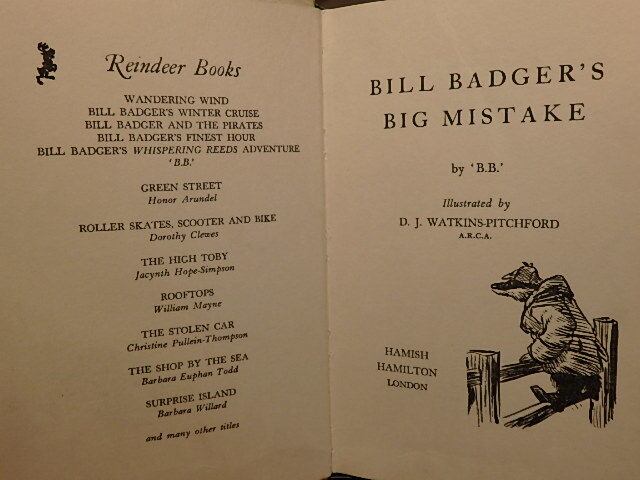 Reindeer Books
WANDERING WIND
BILL BADGER'S WINTER CRUISE
BILL BADGER AND THE PIRATES
BILL BADGER'S FINEST HOUR
BILL BADGER'S WHISPERING REEDS ADVENTURE
'B.B.'
GREEN STREET
Honor Arundel
ROLLER SKATES, SCOOTER AND BIKE
Dorothy Clewes
THE HIGH TOBY
Jacynth Hope-Simpson
ROOFTOPS
William Mayne
THE STOLEN CAR
Christine Pullein-Thompson
THE SHOP BY THE SEA
Barbara Euphan Todd
SURPRISE ISLAND
Barbara Willard
and many other titles
BILL BADGER'S
BIG MISTAKE
by 'B.B.'
Illustrated by
D. J. WATKINS-PITCHFORD
A.R.C.A.
HAMISH
HAMILTON
LONDON